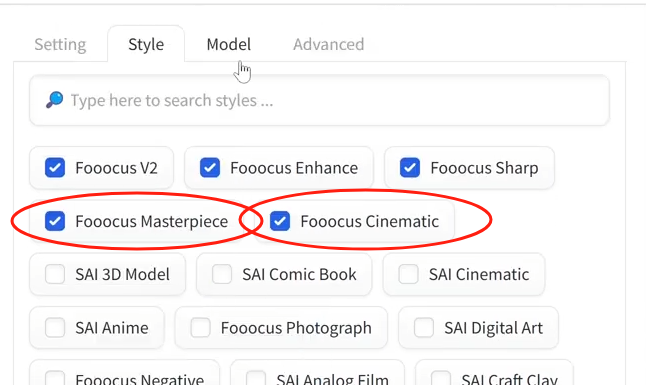 Setting Style Model Advanced
Type here to search styles ...
Fooocus V2 Fooocus Enhance Fooocus Sharp
Fooocus Masterpiece Fooocus Cinematic
SAI 3D Model SAI Comic Book SAI Cinematic
SAI Anime Fooocus Photograph SAI Digital Art
Fooocus Negative SAI Analog Film SAI Craft Clay